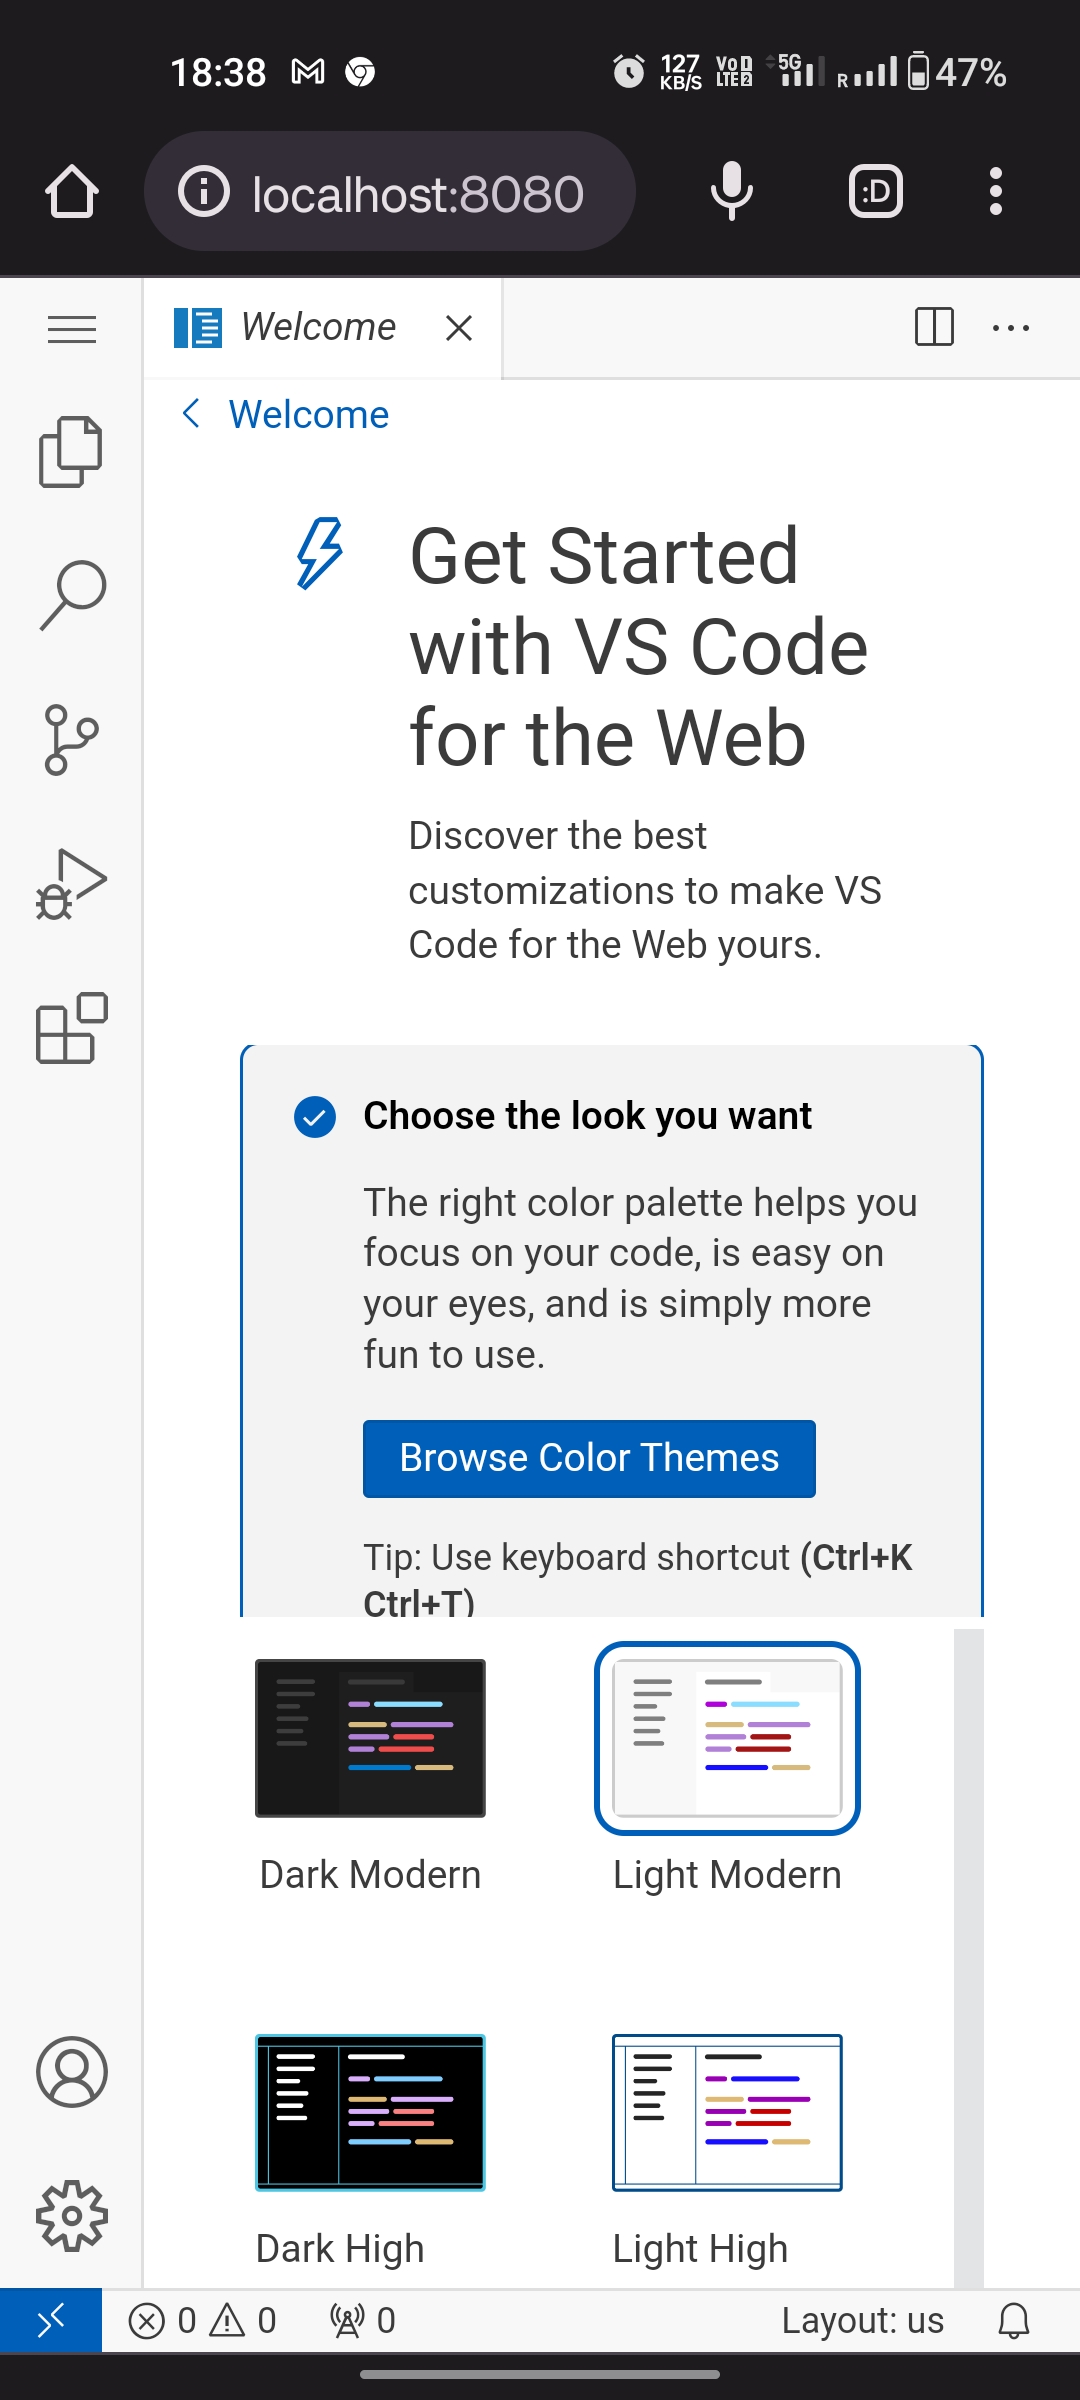 18:38 127 KB/S VoD LTE2 5G R 47%
localhost:8080 :D
Welcome
Welcome
Get Started
with VS Code
for the Web
Discover the best
customizations to make VS
Code for the Web yours.
Choose the look you want
The right color palette helps you
focus on your code, is easy on
your eyes, and is simply more
fun to use.
Browse Color Themes
Tip: Use keyboard shortcut (Ctrl+K
Ctrl+T)
Dark Modern Light Modern
Dark High Light High
0 0 0 Layout: us